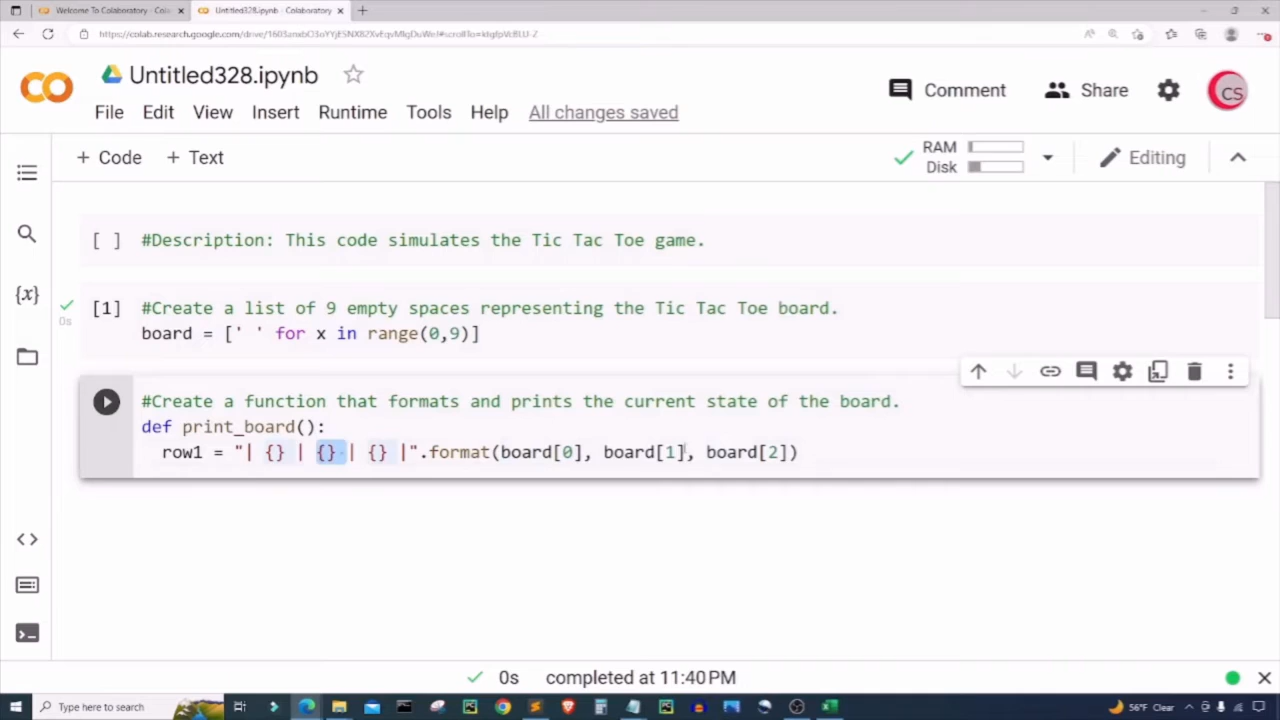 Welcome To Colaboratory - Cola
Untitled328.ipynb - Colaboratory
Untitled328.ipynb
Comment
Share
CS
File Edit View Insert Runtime Tools Help All changes saved
+ Code + Text
RAM
Disk
Editing
[ ] #Description: This code simulates the Tic Tac Toe game.
[1] #Create a list of 9 empty spaces representing the Tic Tac Toe board.
0s
board = [' ' for x in range(0,9)]
{x}
#Create a function that formats and prints the current state of the board.
def print_board():
row1 = "| {} | {} | {} |".format(board[0], board[1], board[2])
0s completed at 11:40 PM
Type here to search
56°F Clear